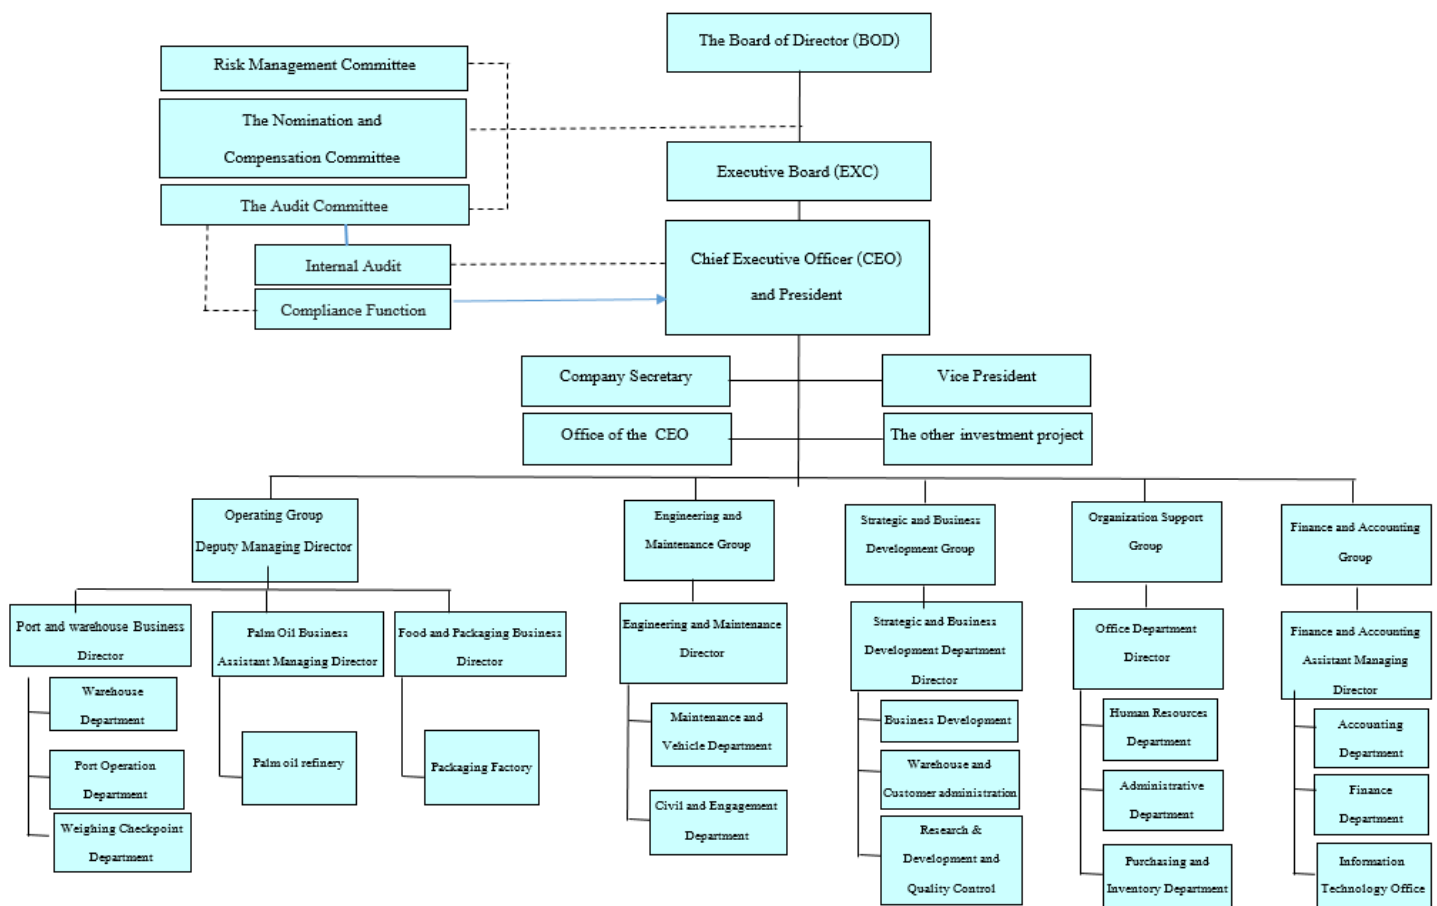 The Board of Director (BOD)
Risk Management Committee
The Nomination and
Compensation Committee
Executive Board (EXC)
The Audit Committee
Chief Executive Officer (CEO)
and President
Internal Audit
Compliance Function
Company Secretary
Vice President
Office of the CEO
The other investment project
Operating Group
Deputy Managing Director
Engineering and
Maintenance Group
Strategic and Business
Development Group
Organization Support
Group
Finance and Accounting
Group
Port and warehouse Business
Director
Palm Oil Business
Assistant Managing Director
Food and Packaging Business
Director
Engineering and Maintenance
Director
Strategic and Business
Development Department
Director
Office Department
Director
Finance and Accounting
Assistant Managing
Director
Warehouse
Department
Port Operation
Department
Weighing Checkpoint
Department
Palm oil refinery
Packaging Factory
Maintenance and
Vehicle Department
Civil and Engagement
Department
Business Development
Warehouse and
Customer administration
Research &
Development and
Quality Control
Human Resources
Department
Administrative
Department
Purchasing and
Inventory Department
Accounting
Department
Finance
Department
Information
Technology Office